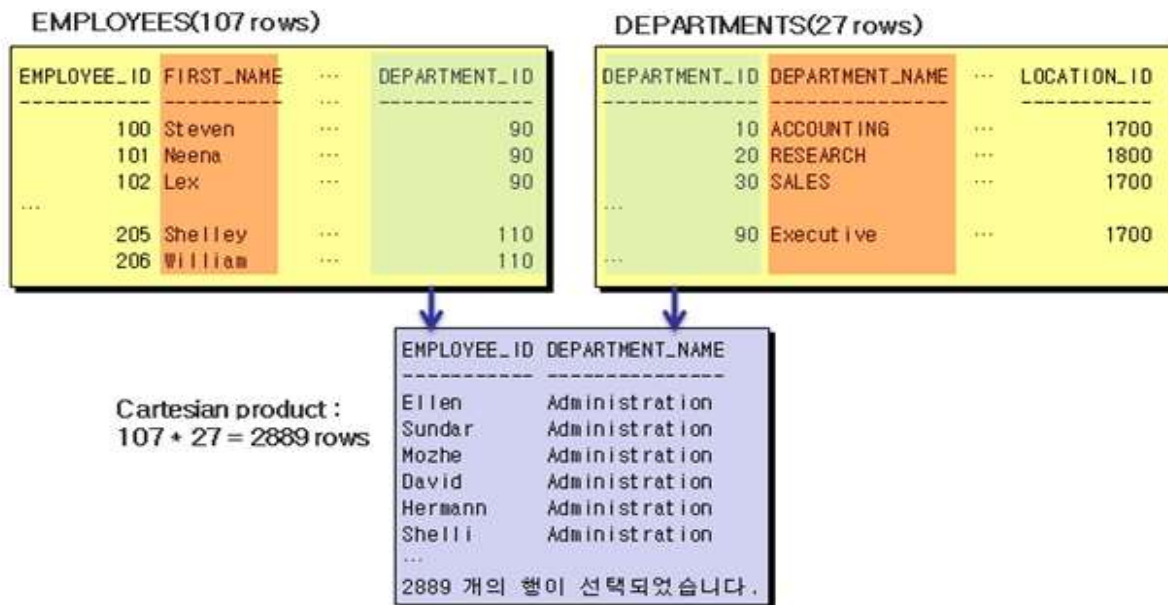 EMPLOYEES(107 rows)
EMPLOYEE_ID FIRST_NAME ... DEPARTMENT_ID
----------- ---------- ... -------------
100 Steven ... 90
101 Neena ... 90
102 Lex ... 90
...
205 Shelley ... 110
206 William ... 110
DEPARTMENTS(27 rows)
DEPARTMENT_ID DEPARTMENT_NAME ... LOCATION_ID
------------- --------------- -----------
10 ACCOUNTING ... 1700
20 RESEARCH ... 1800
30 SALES ... 1700
...
90 Executive ... 1700
...
Cartesian product :
107 * 27 = 2889 rows
EMPLOYEE_ID DEPARTMENT_NAME
----------- ---------------
Ellen Administration
Sundar Administration
Mozhe Administration
David Administration
Hermann Administration
Shelli Administration
...
2889 개의 행이 선택되었습니다.